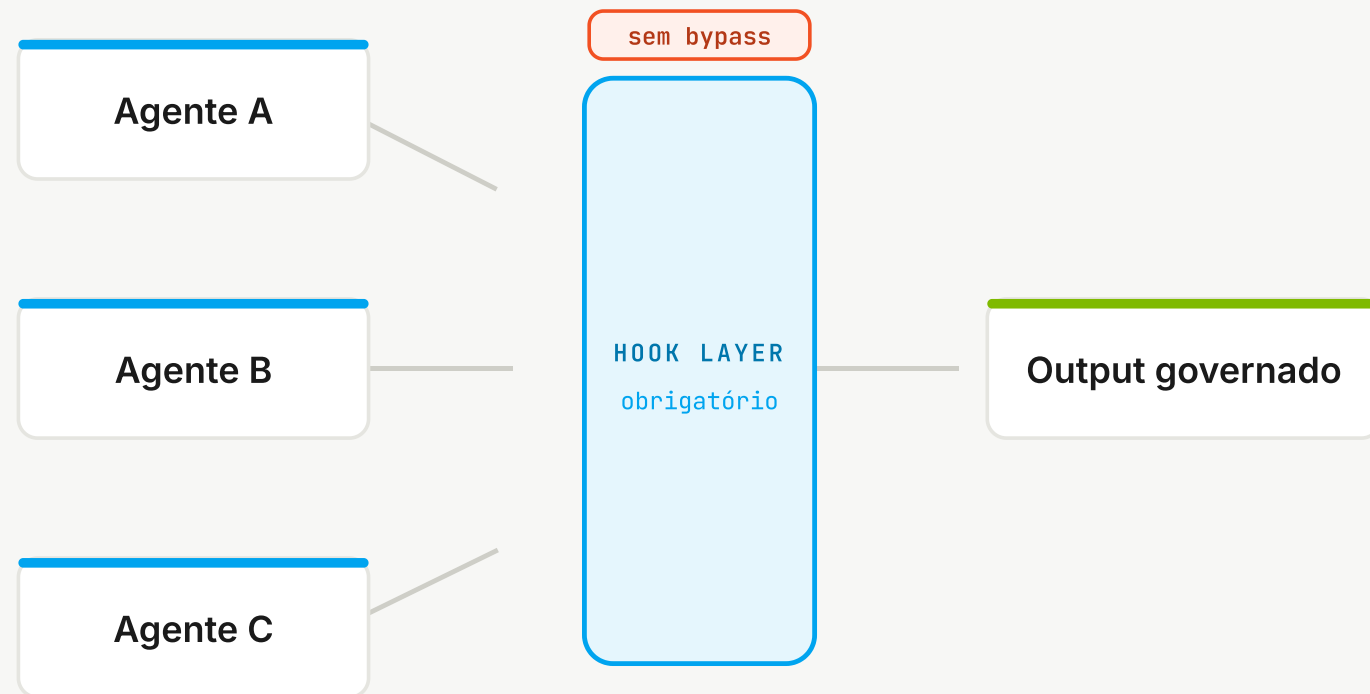 sem bypass
Agente A
Agente B
HOOK LAYER
obrigatório
Output governado
Agente C